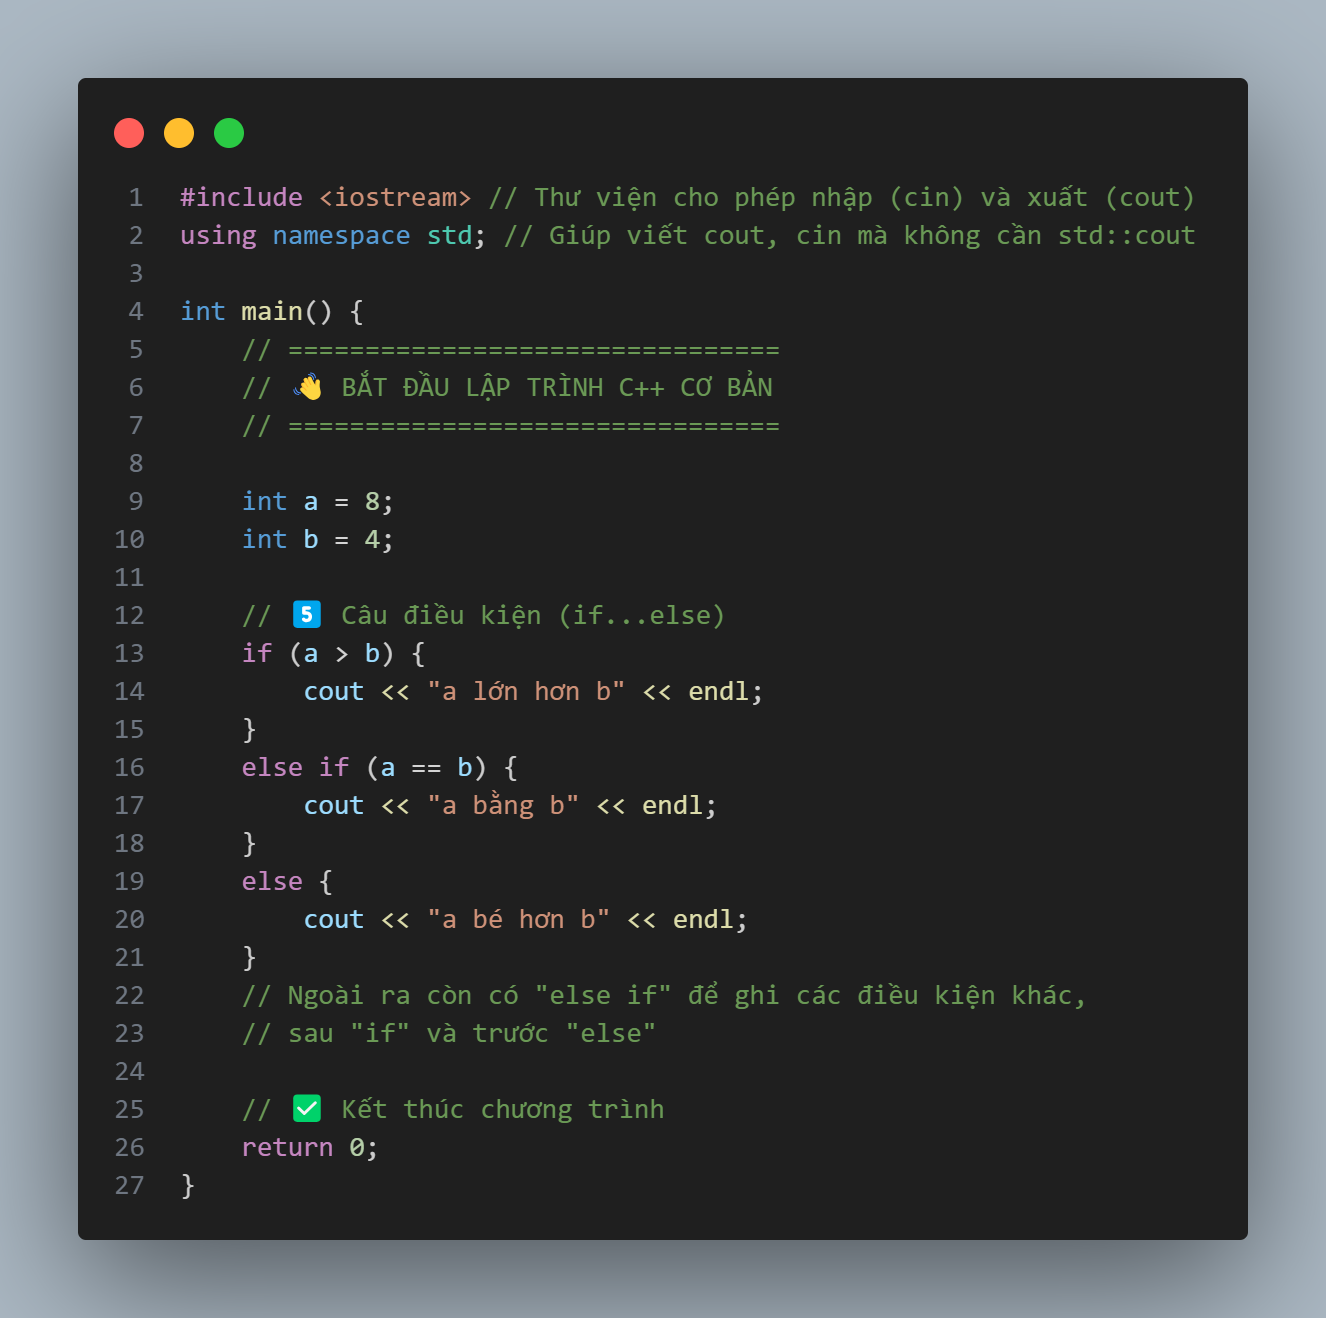 1 #include <iostream> // Thư viện cho phép nhập (cin) và xuất (cout)
2 using namespace std; // Giúp viết cout, cin mà không cần std::cout
3
4 int main() {
5     // ================================
6     // 👋 BẮT ĐẦU LẬP TRÌNH C++ CƠ BẢN
7     // ================================
8
9     int a = 8;
10     int b = 4;
11
12     // 5️⃣ Câu điều kiện (if...else)
13     if (a > b) {
14         cout << "a lớn hơn b" << endl;
15     }
16     else if (a == b) {
17         cout << "a bằng b" << endl;
18     }
19     else {
20         cout << "a bé hơn b" << endl;
21     }
22     // Ngoài ra còn có "else if" để ghi các điều kiện khác,
23     // sau "if" và trước "else"
24
25     // ✅ Kết thúc chương trình
26     return 0;
27 }